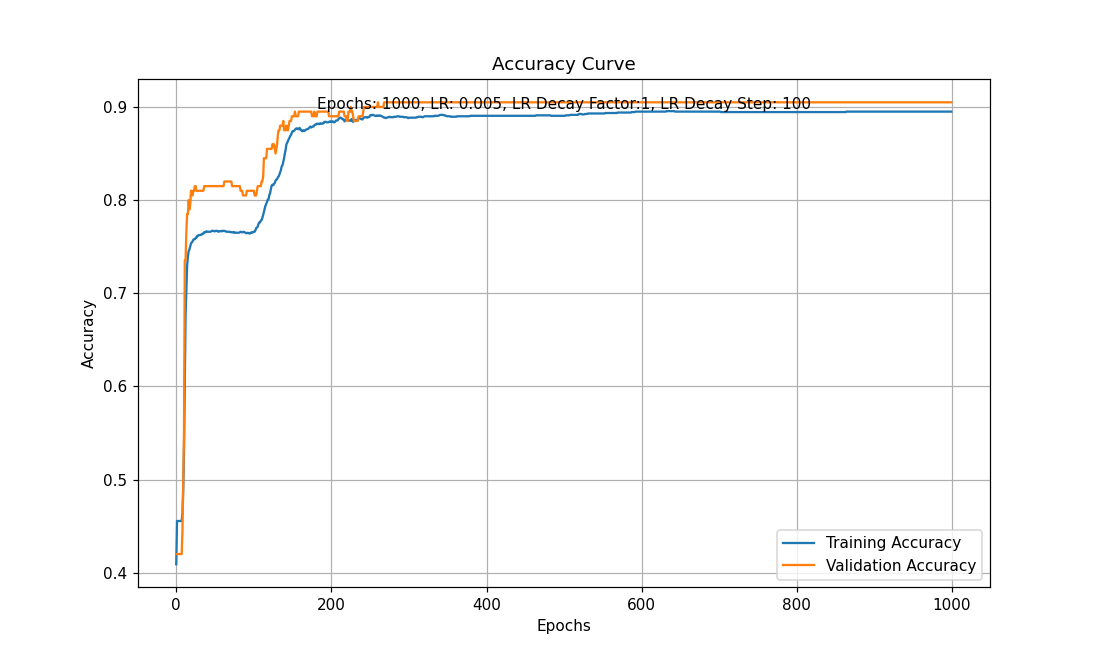 Accuracy Curve
Epochs: 1000, LR: 0.005, LR Decay Factor:1, LR Decay Step: 100
0.9
0.8
0.7
0.6
0.5
0.4
Accuracy
Training Accuracy
Validation Accuracy
0 200 400 600 800 1000
Epochs